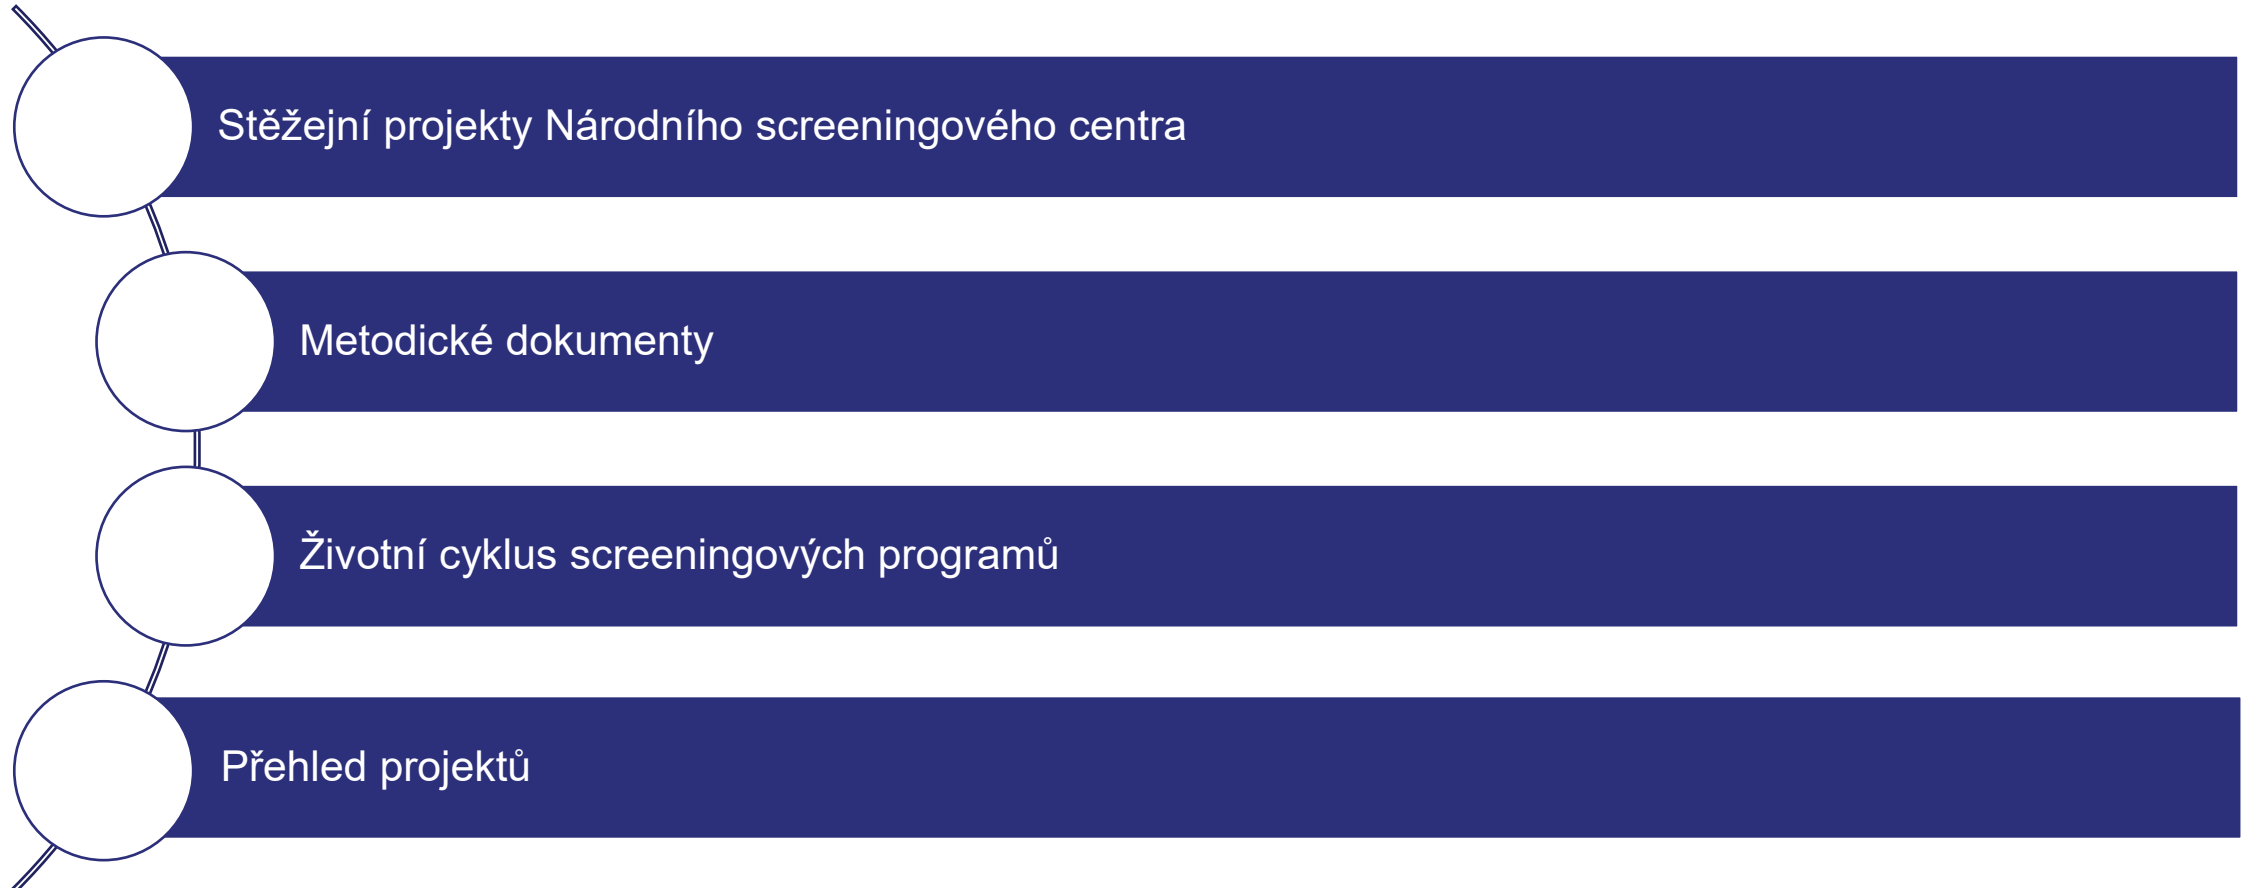 Stěžejní projekty Národního screeningového centra
Metodické dokumenty
Životní cyklus screeningových programů
Přehled projektů